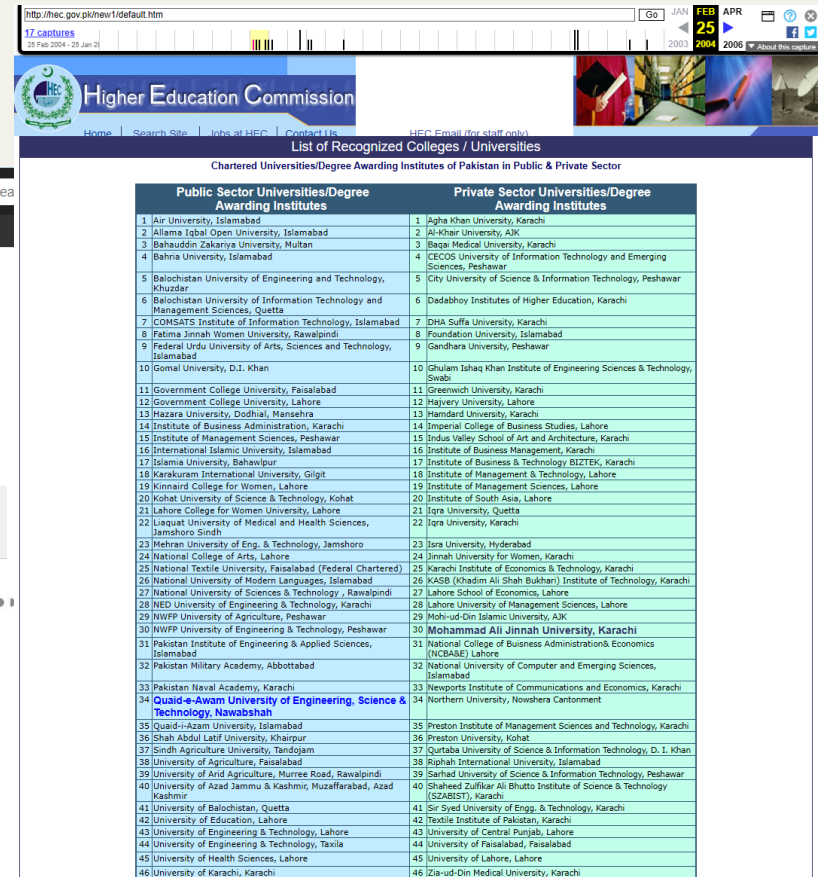 http://hec.gov.pk/new1/default.htm Go JAN FEB APR
17 captures 25
25 Feb 2004 - 25 Jan 20 2003 2004 2006 About this capture
HEC Higher Education Commission
Home | Search Site | Jobs at HEC | Contact Us HEC Email (for staff only)
List of Recognized Colleges / Universities
ea
Chartered Universities/Degree Awarding Institutes of Pakistan in Public & Private Sector
Public Sector Universities/Degree
Awarding Institutes
1 Air University, Islamabad
2 Allama Iqbal Open University, Islamabad
3 Bahauddin Zakariya University, Multan
4 Bahria University, Islamabad
5 Balochistan University of Engineering and Technology,
Khuzdar
6 Balochistan University of Information Technology and
Management Sciences, Quetta
7 COMSATS Institute of Information Technology, Islamabad
8 Fatima Jinnah Women University, Rawalpindi
9 Federal Urdu University of Arts, Sciences and Technology,
Islamabad
10 Gomal University, D.I. Khan
11 Government College University, Faisalabad
12 Government College University, Lahore
13 Hazara University, Dodhial, Mansehra
14 Institute of Business Administration, Karachi
15 Institute of Management Sciences, Peshawar
16 International Islamic University, Islamabad
17 Islamia University, Bahawlpur
18 Karakuram International University, Gilgit
19 Kinnaird College for Women, Lahore
20 Kohat University of Science & Technology, Kohat
21 Lahore College for Women University, Lahore
22 Liaquat University of Medical and Health Sciences,
Jamshoro Sindh
23 Mehran University of Eng. & Technology, Jamshoro
24 National College of Arts, Lahore
25 National Textile University, Faisalabad (Federal Chartered)
26 National University of Modern Languages, Islamabad
27 National University of Sciences & Technology , Rawalpindi
28 NED University of Engineering & Technology, Karachi
29 NWFP University of Agriculture, Peshawar
30 NWFP University of Engineering & Technology, Peshawar
31 Pakistan Institute of Engineering & Applied Sciences,
Islamabad
32 Pakistan Military Academy, Abbottabad
33 Pakistan Naval Academy, Karachi
34 Quaid-e-Awam University of Engineering, Science &
Technology, Nawabshah
35 Quaid-i-Azam University, Islamabad
36 Shah Abdul Latif University, Khairpur
37 Sindh Agriculture University, Tandojam
38 University of Agriculture, Faisalabad
39 University of Arid Agriculture, Murree Road, Rawalpindi
40 University of Azad Jammu & Kashmir, Muzaffarabad, Azad
Kashmir
41 University of Balochistan, Quetta
42 University of Education, Lahore
43 University of Engineering & Technology, Lahore
44 University of Engineering & Technology, Taxila
45 University of Health Sciences, Lahore
46 University of Karachi, Karachi
Private Sector Universities/Degree
Awarding Institutes
1 Agha Khan University, Karachi
2 Al-Khair University, AJK
3 Baqai Medical University, Karachi
4 CECOS University of Information Technology and Emerging
Sciences, Peshawar
5 City University of Science & Information Technology, Peshawar
6 Dadabhoy Institutes of Higher Education, Karachi
7 DHA Suffa University, Karachi
8 Foundation University, Islamabad
9 Gandhara University, Peshawar
10 Ghulam Ishaq Khan Institute of Engineering Sciences & Technology,
Swabi
11 Greenwich University, Karachi
12 Hajvery University, Lahore
13 Hamdard University, Karachi
14 Imperial College of Business Studies, Lahore
15 Indus Valley School of Art and Architecture, Karachi
16 Institute of Business Management, Karachi
17 Institute of Business & Technology BIZTEK, Karachi
18 Institute of Management & Technology, Lahore
19 Institute of Management Sciences, Lahore
20 Institute of South Asia, Lahore
21 Iqra University, Quetta
22 Iqra University, Karachi
23 Isra University, Hyderabad
24 Jinnah University for Women, Karachi
25 Karachi Institute of Economics & Technology, Karachi
26 KASB (Khadim Ali Shah Bukhari) Institute of Technology, Karachi
27 Lahore School of Economics, Lahore
28 Lahore University of Management Sciences, Lahore
29 Mohi-ud-Din Islamic University, AJK
30 Mohammad Ali Jinnah University, Karachi
31 National College of Buisness Administration& Economics
(NCBA&E) Lahore
32 National University of Computer and Emerging Sciences,
Islamabad
33 Newports Institute of Communications and Economics, Karachi
34 Northern University, Nowshera Cantonment
35 Preston Institute of Management Sciences and Technology, Karachi
36 Preston University, Kohat
37 Qurtaba University of Science & Information Technology, D. I. Khan
38 Riphah International University, Islamabad
39 Sarhad University of Science & Information Technology, Peshawar
40 Shaheed Zulfikar Ali Bhutto Institute of Science & Technology
(SZABIST), Karachi
41 Sir Syed University of Engg. & Technology, Karachi
42 Textile Institute of Pakistan, Karachi
43 University of Central Punjab, Lahore
44 University of Faisalabad, Faisalabad
45 University of Lahore, Lahore
46 Zia-ud-Din Medical University, Karachi